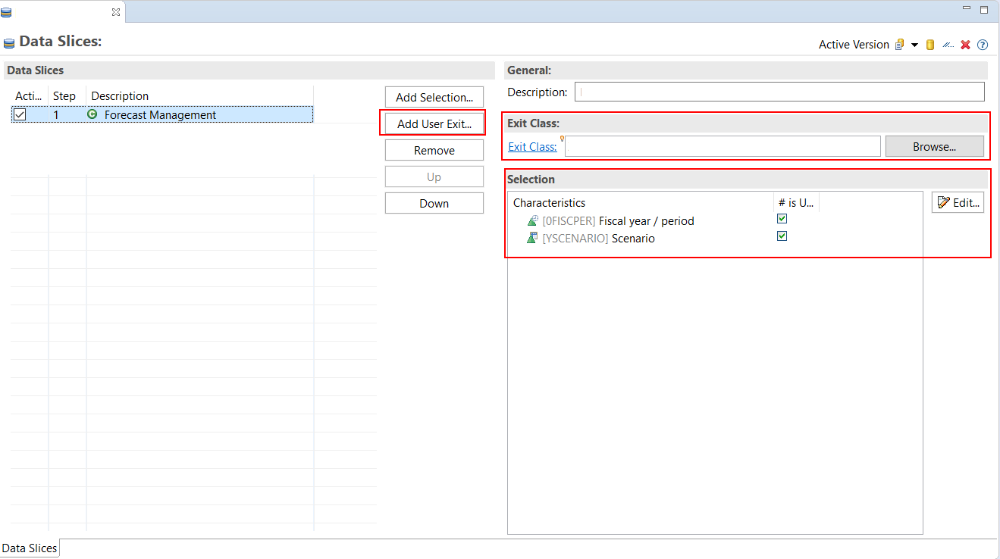 Data Slices:
Active Version
Data Slices
Acti... Step Description
1 Forecast Management
Add Selection...
Add User Exit...
Remove
Up
Down
General:
Description:
Exit Class:
Exit Class:
Browse...
Selection
Characteristics # is U...
[0FISCPER] Fiscal year / period
[YSCENARIO] Scenario
Edit...
Data Slices